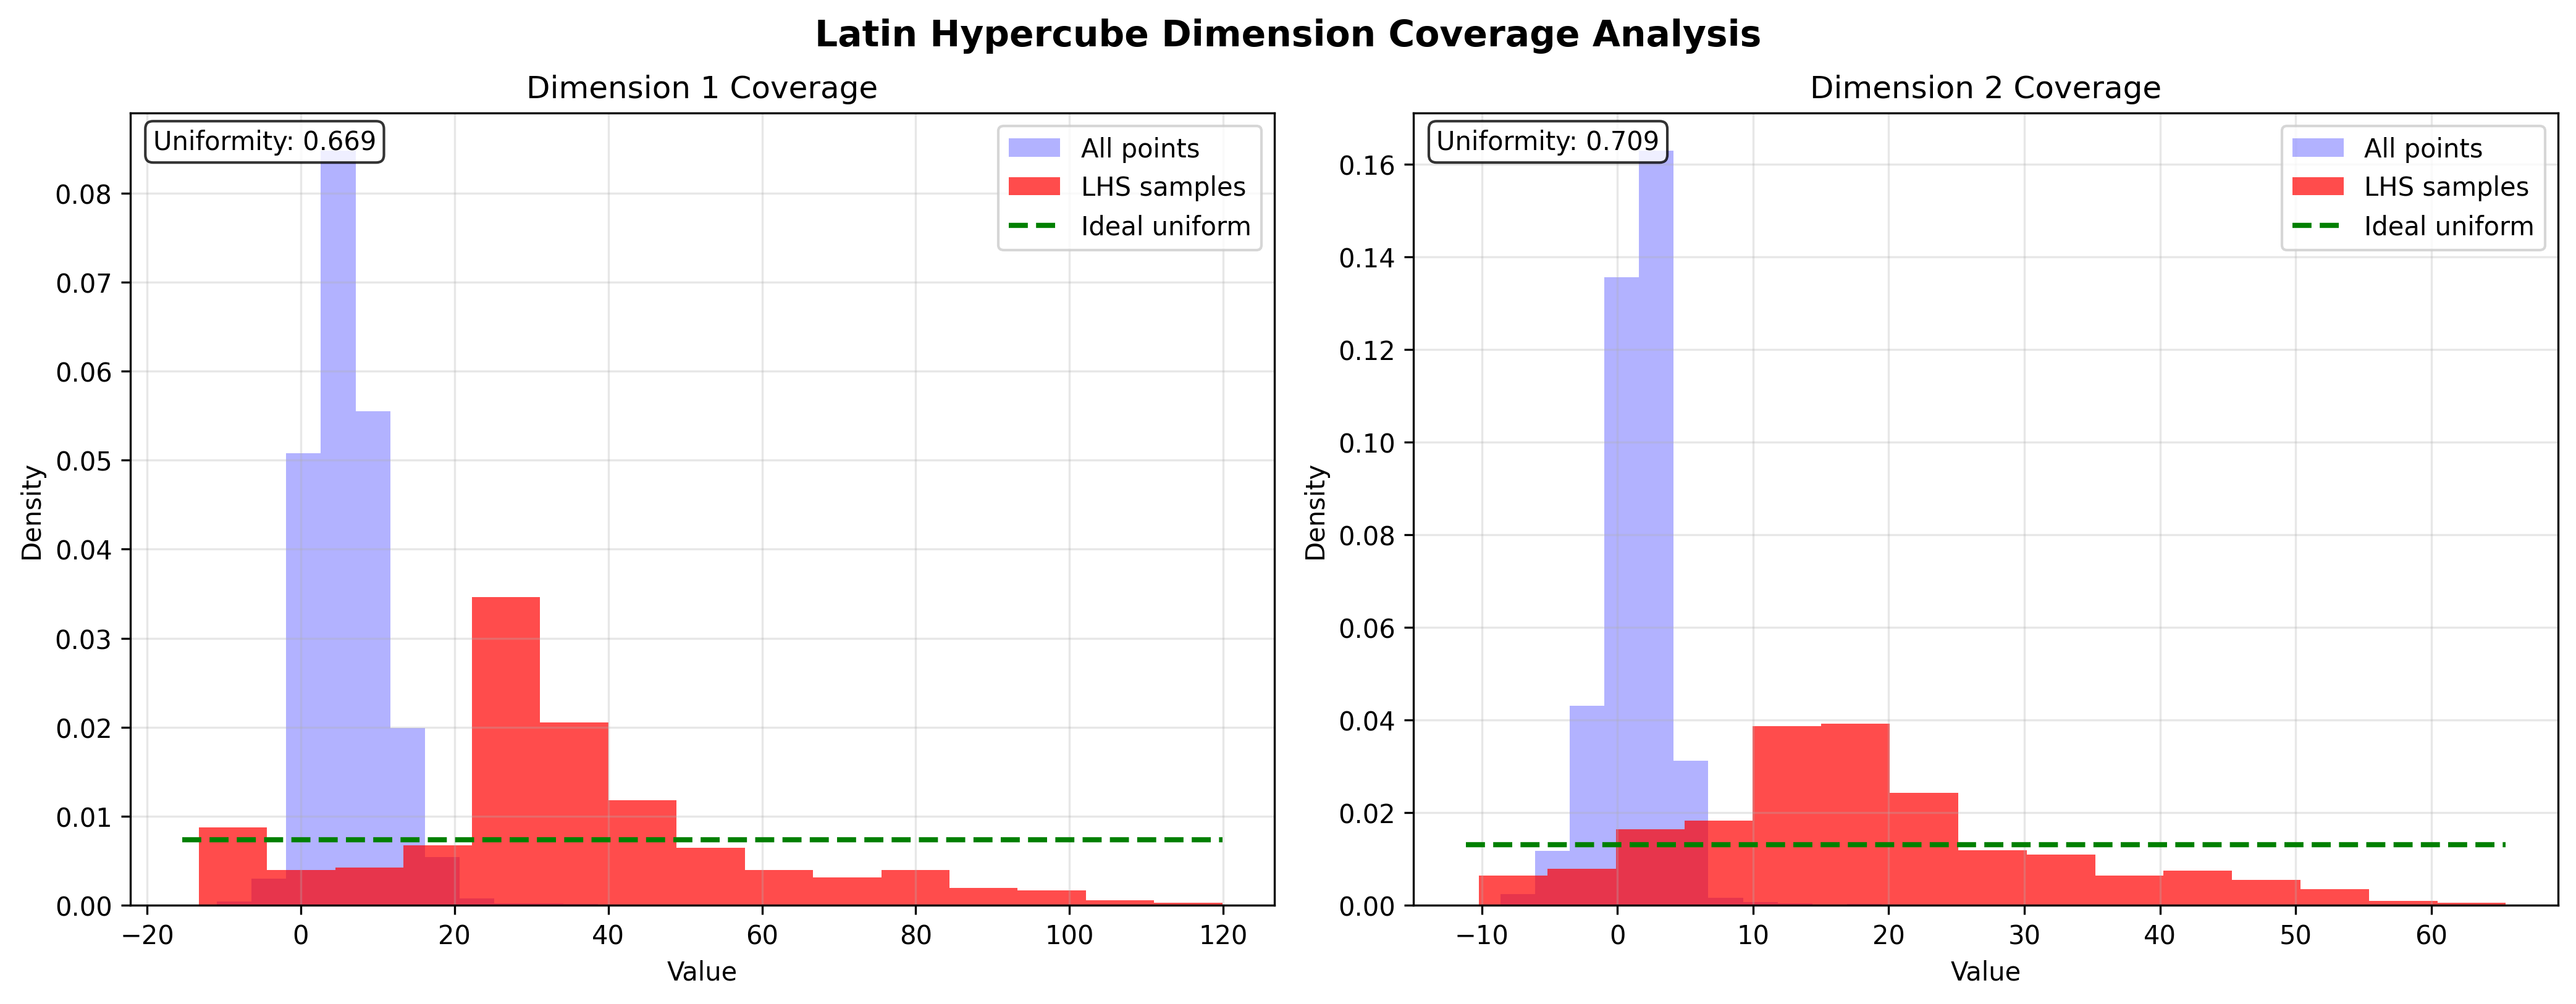 Latin Hypercube Dimension Coverage Analysis
Dimension 1 Coverage
Uniformity: 0.669
All points
LHS samples
Ideal uniform
0.08
0.07
0.06
0.05
0.04
0.03
0.02
0.01
0.00
Density
−20 0 20 40 60 80 100 120
Value
Dimension 2 Coverage
Uniformity: 0.709
All points
LHS samples
Ideal uniform
0.16
0.14
0.12
0.10
0.08
0.06
0.04
0.02
0.00
Density
−10 0 10 20 30 40 50 60
Value